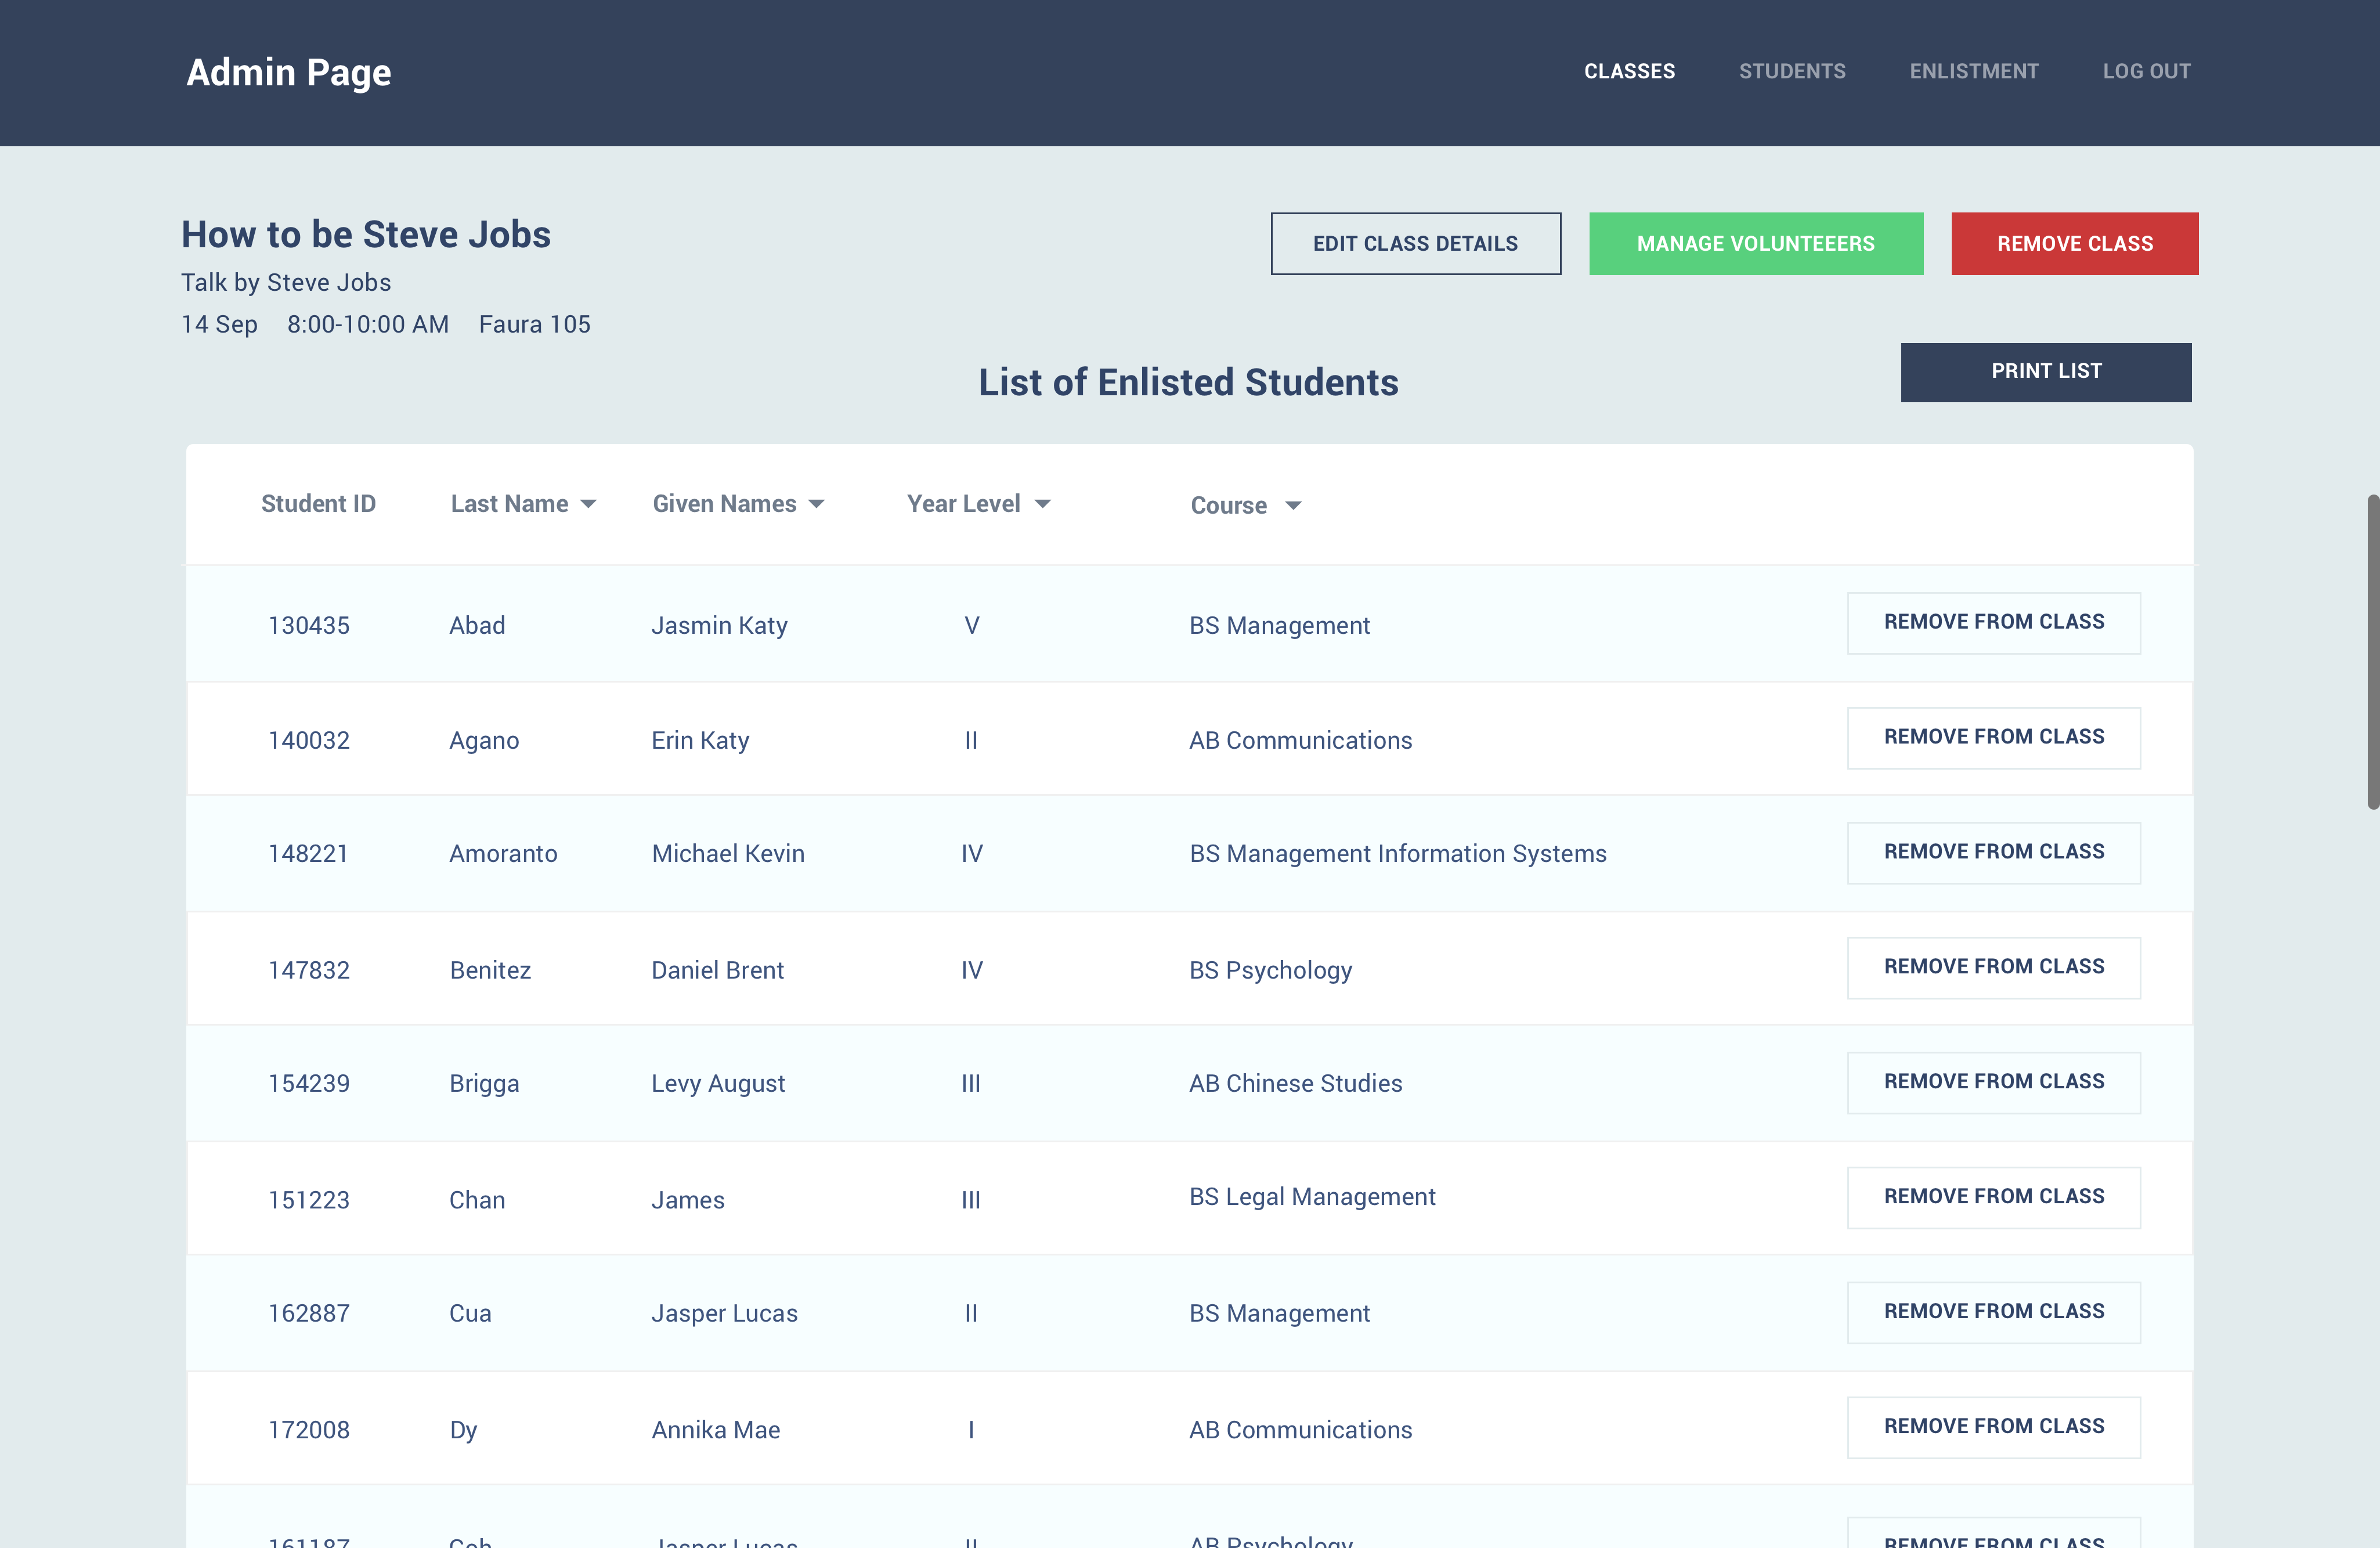 Admin Page CLASSES STUDENTS ENLISTMENT LOG OUT
How to be Steve Jobs EDIT CLASS DETAILS MANAGE VOLUNTEEERS REMOVE CLASS
Talk by Steve Jobs
14 Sep 8:00-10:00 AM Faura 105
PRINT LIST
List of Enlisted Students
Student ID Last Name Given Names Year Level Course
130435 Abad Jasmin Katy V BS Management REMOVE FROM CLASS
140032 Agano Erin Katy II AB Communications REMOVE FROM CLASS
148221 Amoranto Michael Kevin IV BS Management Information Systems REMOVE FROM CLASS
147832 Benitez Daniel Brent IV BS Psychology REMOVE FROM CLASS
154239 Brigga Levy August III AB Chinese Studies REMOVE FROM CLASS
151223 Chan James III BS Legal Management REMOVE FROM CLASS
162887 Cua Jasper Lucas II BS Management REMOVE FROM CLASS
172008 Dy Annika Mae I AB Communications REMOVE FROM CLASS
Jasper Lucas II AB Psychology REMOVE FROM CLASS